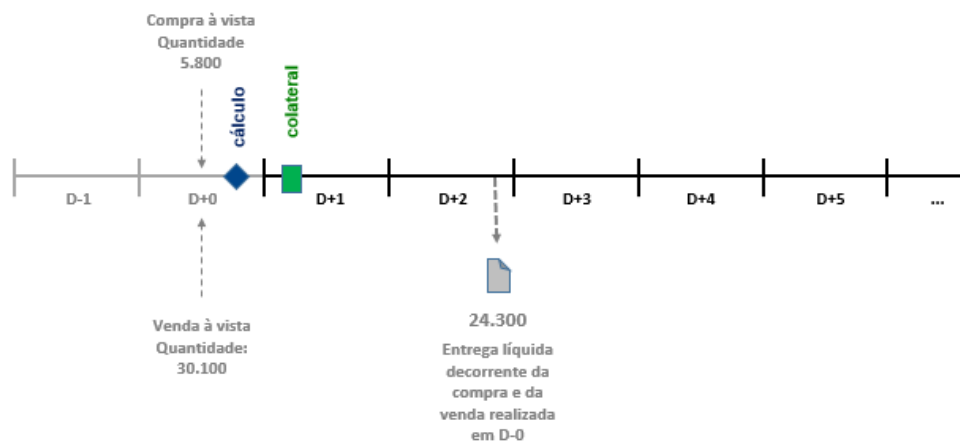 Compra à vista
Quantidade
5.800
cálculo
colateral
D-1
D+0
D+1
D+2
D+3
D+4
D+5
...
Venda à vista
Quantidade:
30.100
24.300
Entrega líquida
decorrente da
compra e da
venda realizada
em D-0